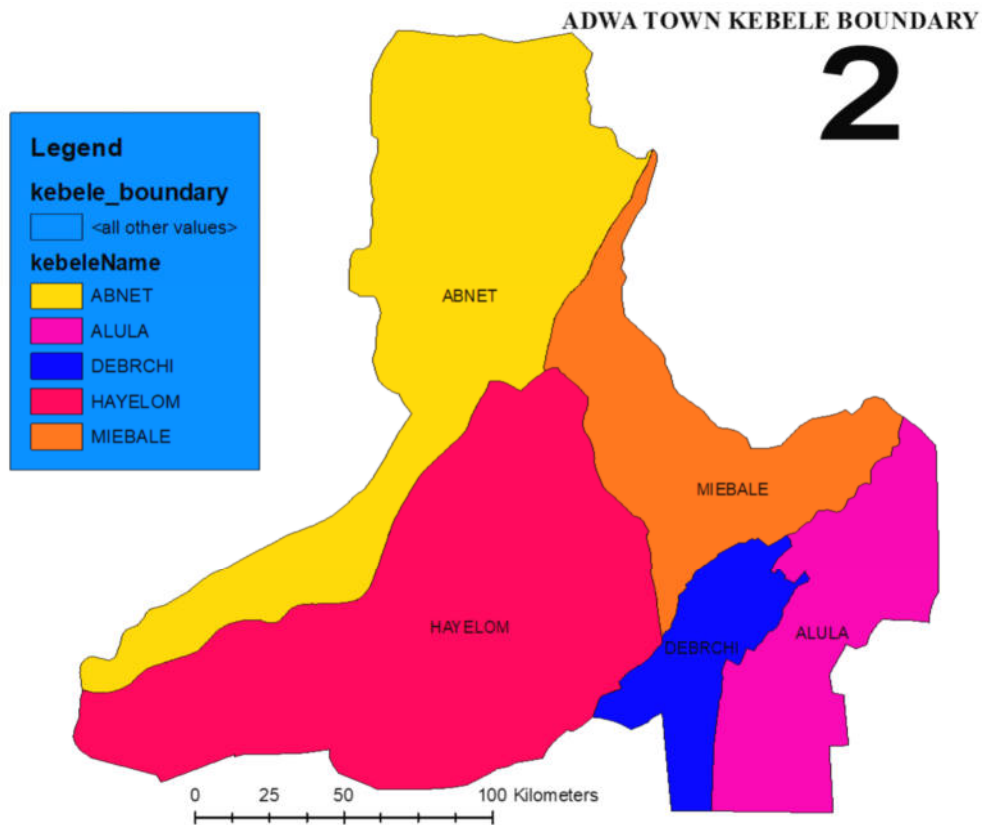 ADWA TOWN KEBELE BOUNDARY
2
Legend
kebele_boundary
<all other values>
kebeleName
ABNET
ALULA
DEBRCHI
HAYELOM
MIEBALE
ABNET
MIEBALE
HAYELOM
DEBRCHI
ALULA
0 25 50 100 Kilometers